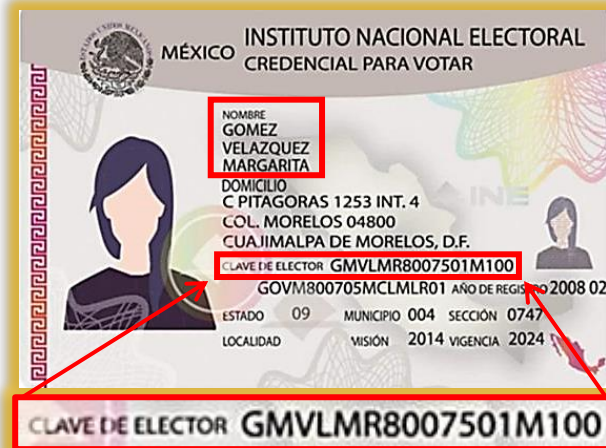 MÉXICO INSTITUTO NACIONAL ELECTORAL
CREDENCIAL PARA VOTAR
NOMBRE
GOMEZ
VELAZQUEZ
MARGARITA
DOMICILIO
C PITAGORAS 1253 INT. 4
COL. MORELOS 04800
CUAJIMALPA DE MORELOS, D.F.
INE
CLAVE DE ELECTOR GMVLMR8007501M100
GOVM800705MCLMLR01 AÑO DE REGISTRO 2008 02
ESTADO 09 MUNICIPIO 004 SECCIÓN 0747
LOCALIDAD MISIÓN 2014 VIGENCIA 2024
CLAVE DE ELECTOR GMVLMR8007501M100